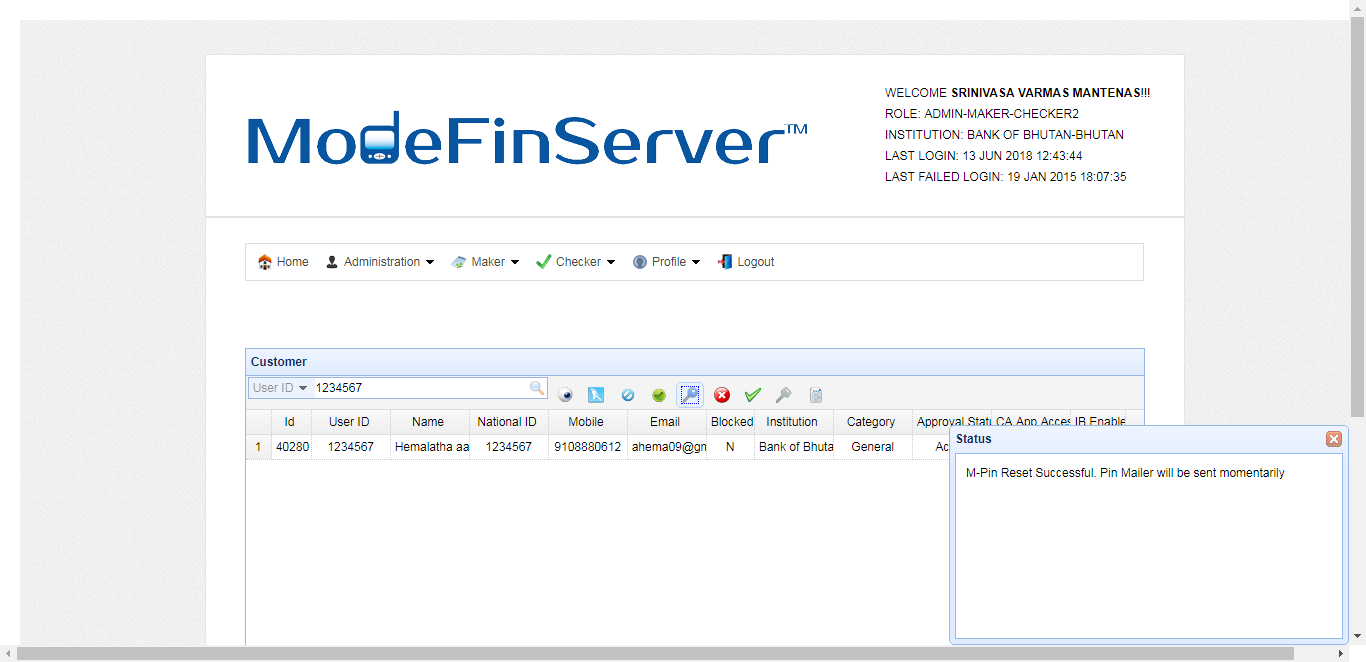 WELCOME SRINIVASA VARMAS MANTENAS!!!
ROLE: ADMIN-MAKER-CHECKER2
INSTITUTION: BANK OF BHUTAN-BHUTAN
LAST LOGIN: 13 JUN 2018 12:43:44
LAST FAILED LOGIN: 19 JAN 2015 18:07:35
ModeFinServer™
Home Administration Maker Checker Profile Logout
Customer
User ID 1234567
Id User ID Name National ID Mobile Email Blocked Institution Category Approval Statu CA App Acces IB Enable
1 40280 1234567 Hemalatha aa 1234567 9108880612 ahema09@gm N Bank of Bhuta General Ac
Status
M-Pin Reset Successful. Pin Mailer will be sent momentarily